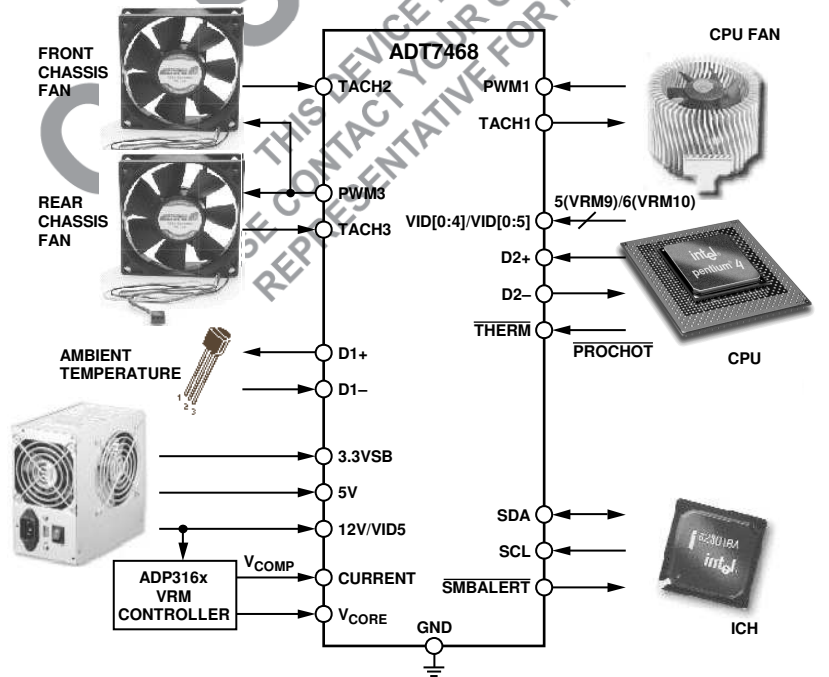 ADT7468
FRONT
CHASSIS
FAN
REAR
CHASSIS
FAN
AMBIENT
TEMPERATURE
1
2
3
TACH2
PWM3
TACH3
D1+
D1–
3.3VSB
5V
12V/VID5
CURRENT
VCORE
VCOMP
ADP316x
VRM
CONTROLLER
GND
PWM1
TACH1
VID[0:4]/VID[0:5]
D2+
D2–
THERM
SDA
SCL
SMBALERT
CPU FAN
5(VRM9)/6(VRM10)
PROCHOT
intel
pentium 4
CPU
intel
ICH
THIS DEVICE
CONTACT YOUR
REPRESENTATIVE FOR